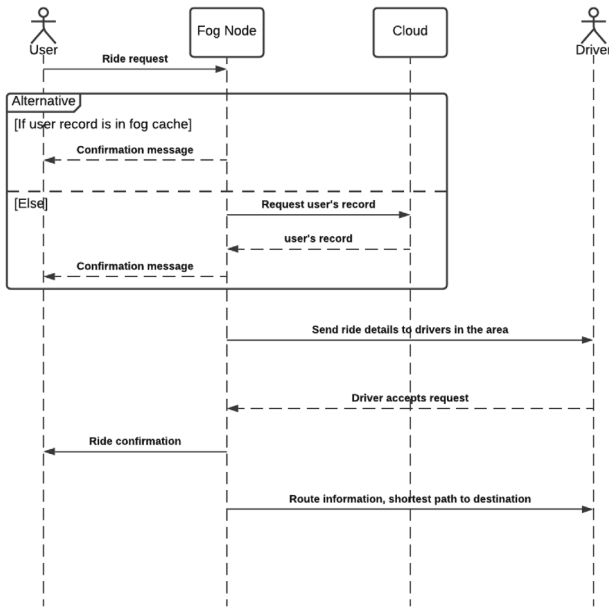 User
Fog Node
Cloud
Driver
Ride request
Alternative
[If user record is in fog cache]
Confirmation message
[Else]
Request user's record
user's record
Confirmation message
Send ride details to drivers in the area
Driver accepts request
Ride confirmation
Route information, shortest path to destination